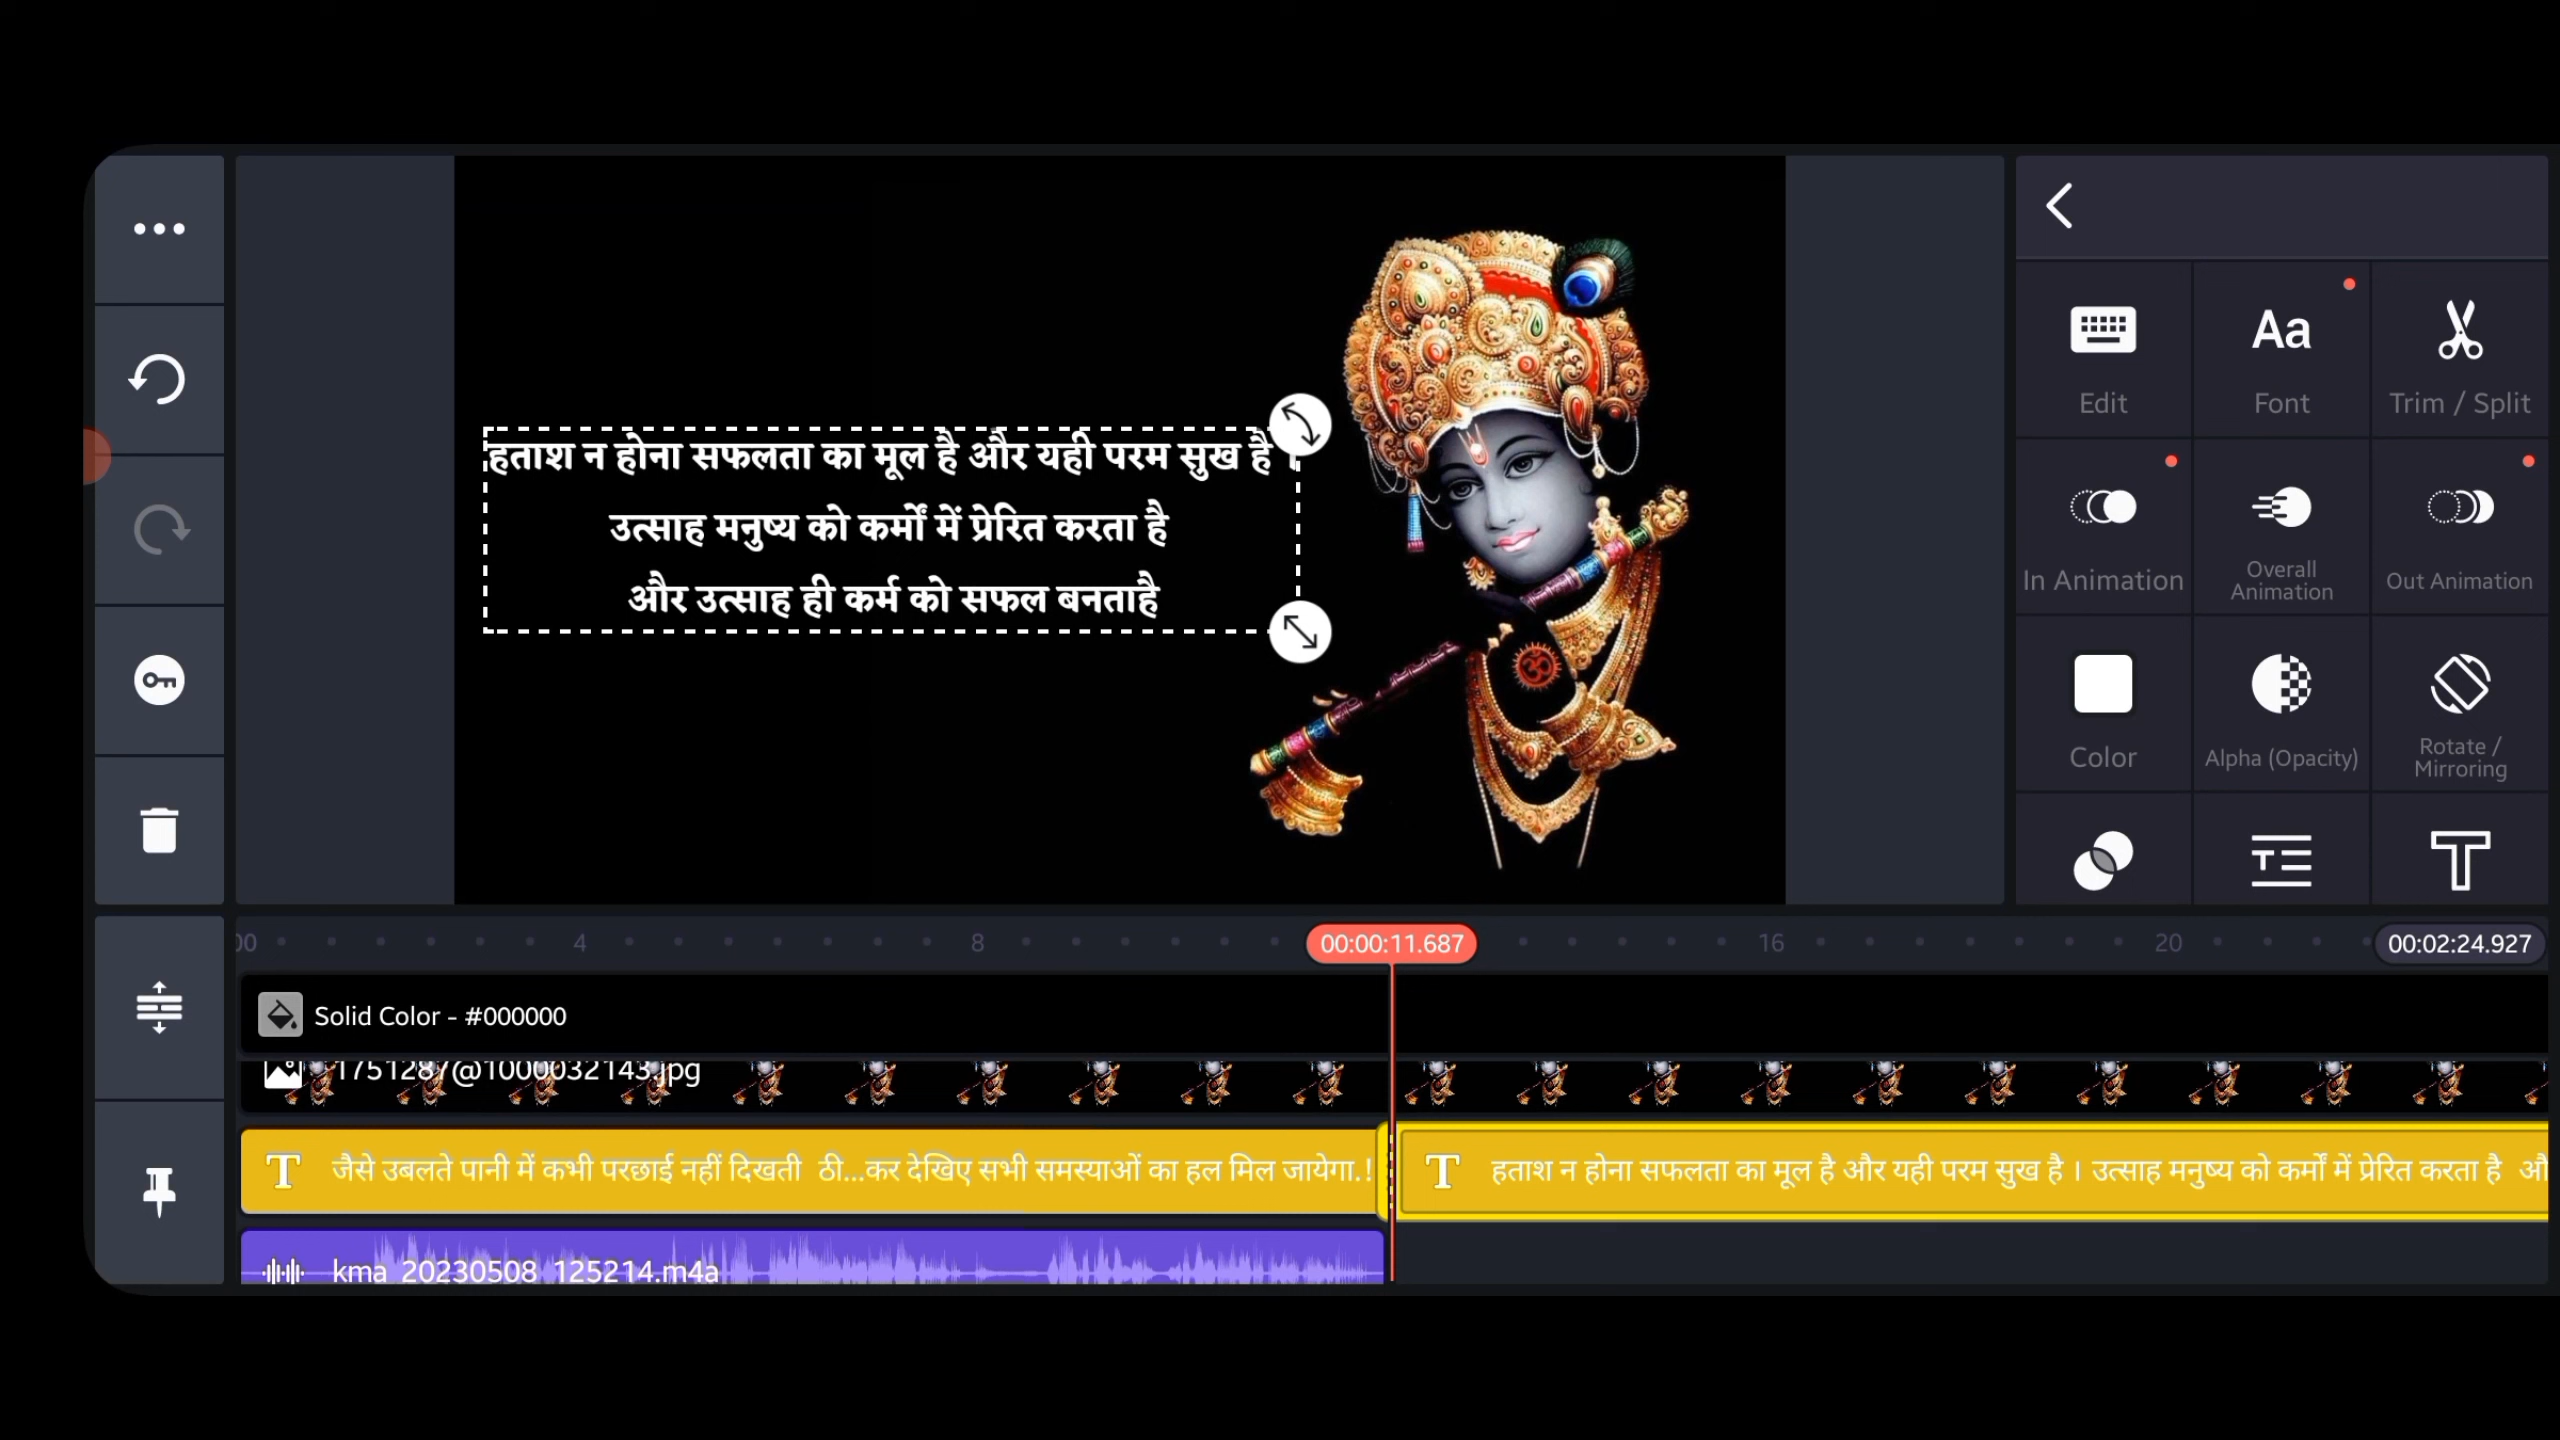 हताश न होना सफलता का मूल है और यही परम सुख है ।
उत्साह मनुष्य को कर्मों में प्रेरित करता है
और उत्साह ही कर्म को सफल बनताहै
ॐ
Edit
Font
Trim / Split
In Animation
Overall
Animation
Out Animation
Color
Alpha (Opacity)
Rotate /
Mirroring
4
8
00:00:11.687
16
20
00:02:24.927
Solid Color - #000000
1751287@1000032143.jpg
जैसे उबलते पानी में कभी परछाई नहीं दिखती ठी...कर देखिए सभी समस्याओं का हल मिल जायेगा.!
हताश न होना सफलता का मूल है और यही परम सुख है । उत्साह मनुष्य को कर्मों में प्रेरित करता है
kma_20230508_125214.m4a